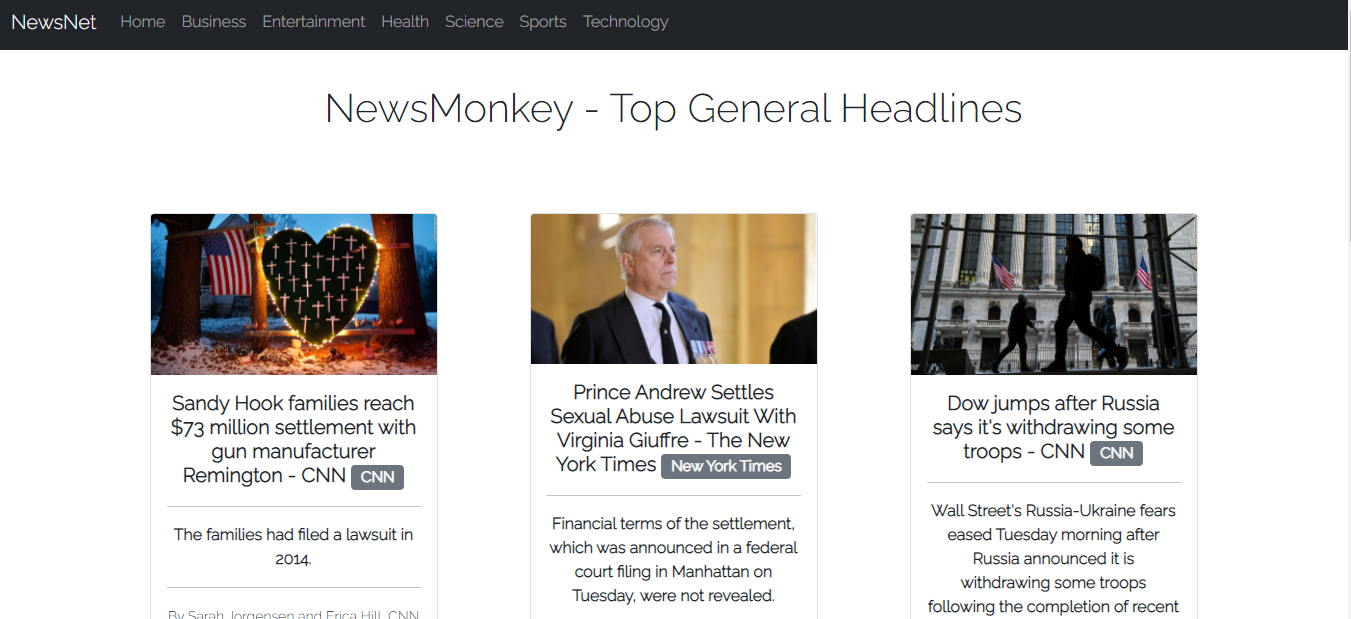 NewsNet Home Business Entertainment Health Science Sports Technology
NewsMonkey - Top General Headlines
Sandy Hook families reach
$73 million settlement with
gun manufacturer
Remington - CNN CNN
The families had filed a lawsuit in
2014.
By Sarah Jorgensen and Erica Hill, CNN
Prince Andrew Settles
Sexual Abuse Lawsuit With
Virginia Giuffre - The New
York Times New York Times
Financial terms of the settlement,
which was announced in a federal
court filing in Manhattan on
Tuesday, were not revealed.
Dow jumps after Russia
says it's withdrawing some
troops - CNN CNN
Wall Street's Russia-Ukraine fears
eased Tuesday morning after
Russia announced it is
withdrawing some troops
following the completion of recent